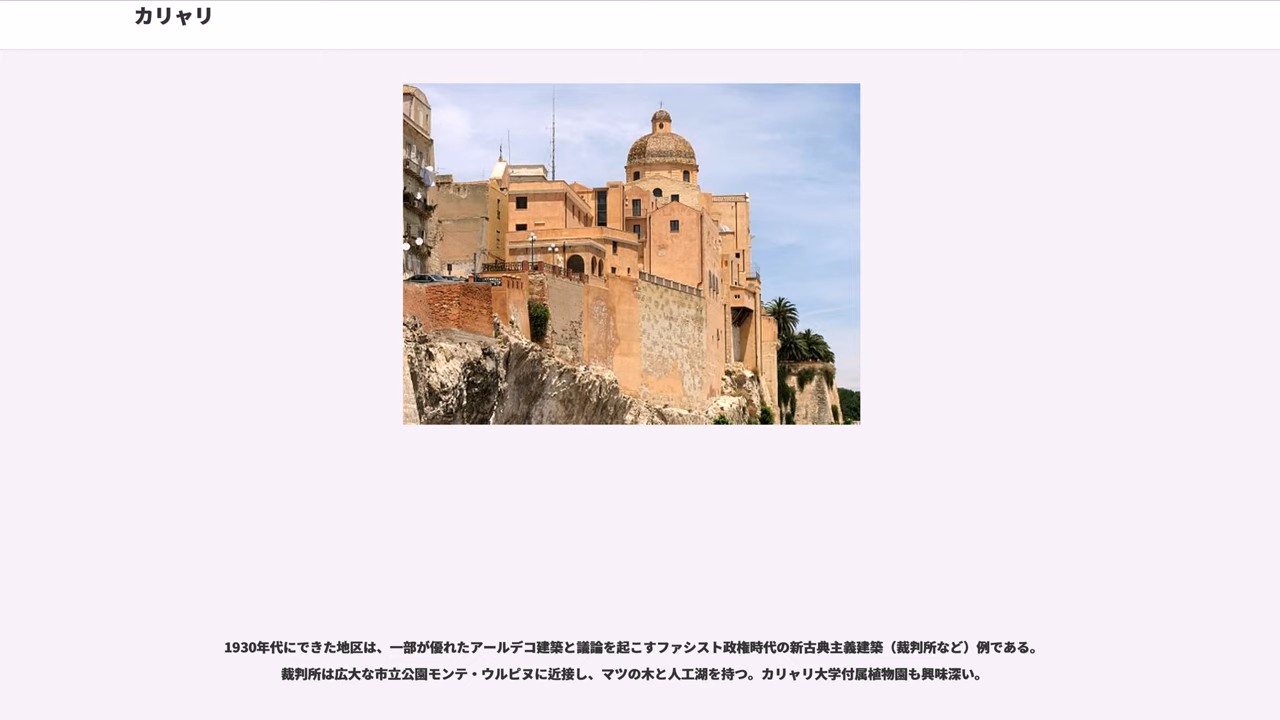 カリャリ
1930年代にできた地区は、一部が優れたアールデコ建築と議論を起こすファシスト政権時代の新古典主義建築（裁判所など）例である。
裁判所は広大な市立公園モンテ・ウルピヌに近接し、マツの木と人工湖を持つ。カリャリ大学付属植物園も興味深い。